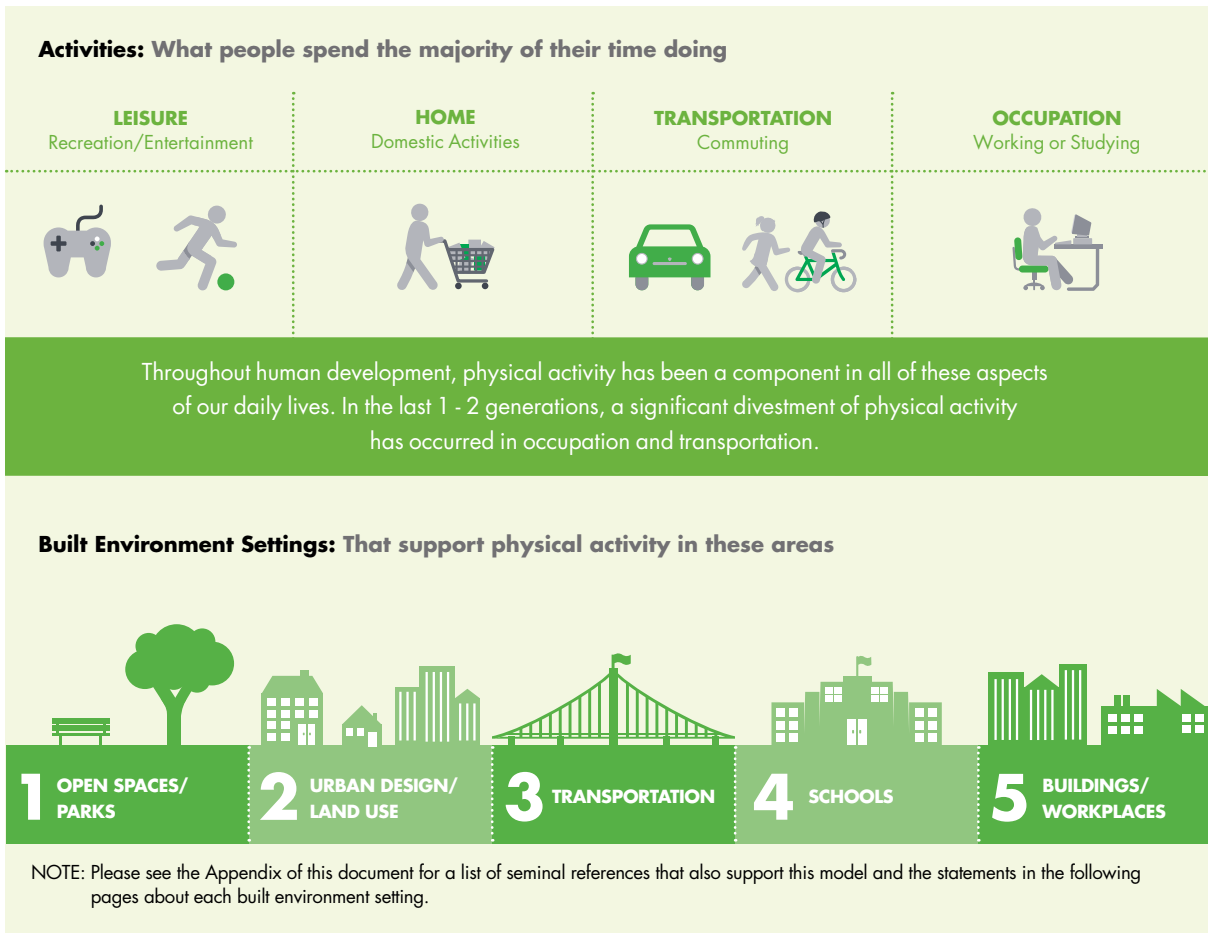 Activities: What people spend the majority of their time doing
LEISURE
Recreation/Entertainment
HOME
Domestic Activities
TRANSPORTATION
Commuting
OCCUPATION
Working or Studying
Throughout human development, physical activity has been a component in all of these aspects
of our daily lives. In the last 1 - 2 generations, a significant divestment of physical activity
has occurred in occupation and transportation.
Built Environment Settings: That support physical activity in these areas
1 OPEN SPACES/
PARKS
2 URBAN DESIGN/
LAND USE
3 TRANSPORTATION
4 SCHOOLS
5 BUILDINGS/
WORKPLACES
NOTE: Please see the Appendix of this document for a list of seminal references that also support this model and the statements in the following
pages about each built environment setting.